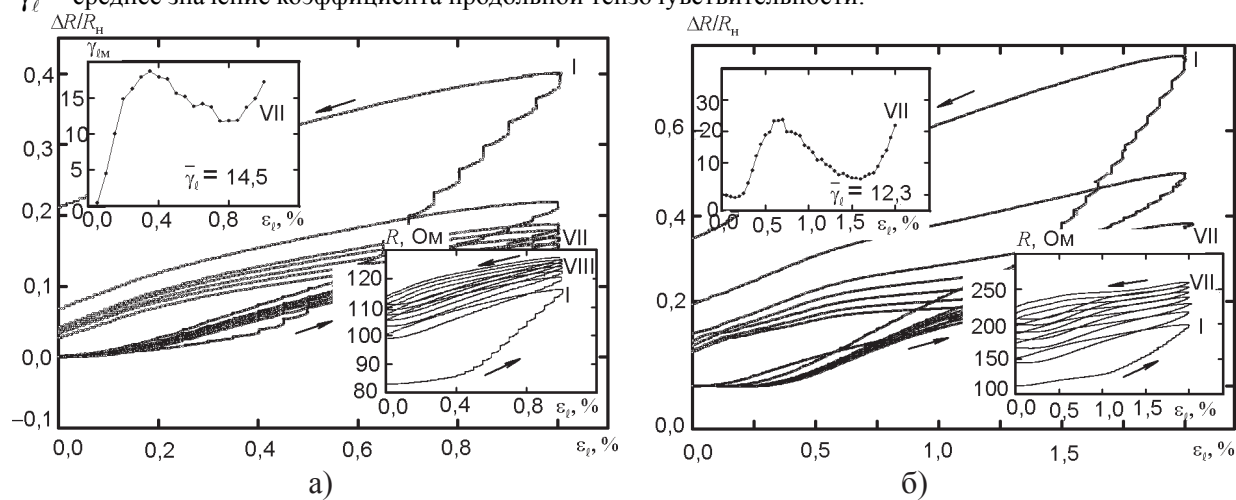 γ̄ℓ среднее значение коэффициента продольной тензочувствительности.
ΔR/Rн
0,4
0,3
0,2
0,1
0,0
−0,1
0,0 0,2 0,4 0,6 0,8 εℓ, %
I
VII
γℓм
15
10
5
0
0,0 0,4 0,8 εℓ, %
VII
γ̄ℓ = 14,5
R, Ом
120
110
100
90
80
0,0 0,4 0,8 εℓ, %
VIII
I
а)
ΔR/Rн
0,6
0,4
0,2
0,0
0,0 0,5 1,0 1,5 εℓ, %
I
VII
30
20
10
0
0,0 0,5 1,0 1,5 εℓ, %
VII
γ̄ℓ = 12,3
R, Ом
250
200
150
100
0,0 0,5 1,0 1,5 εℓ, %
VII
I
б)